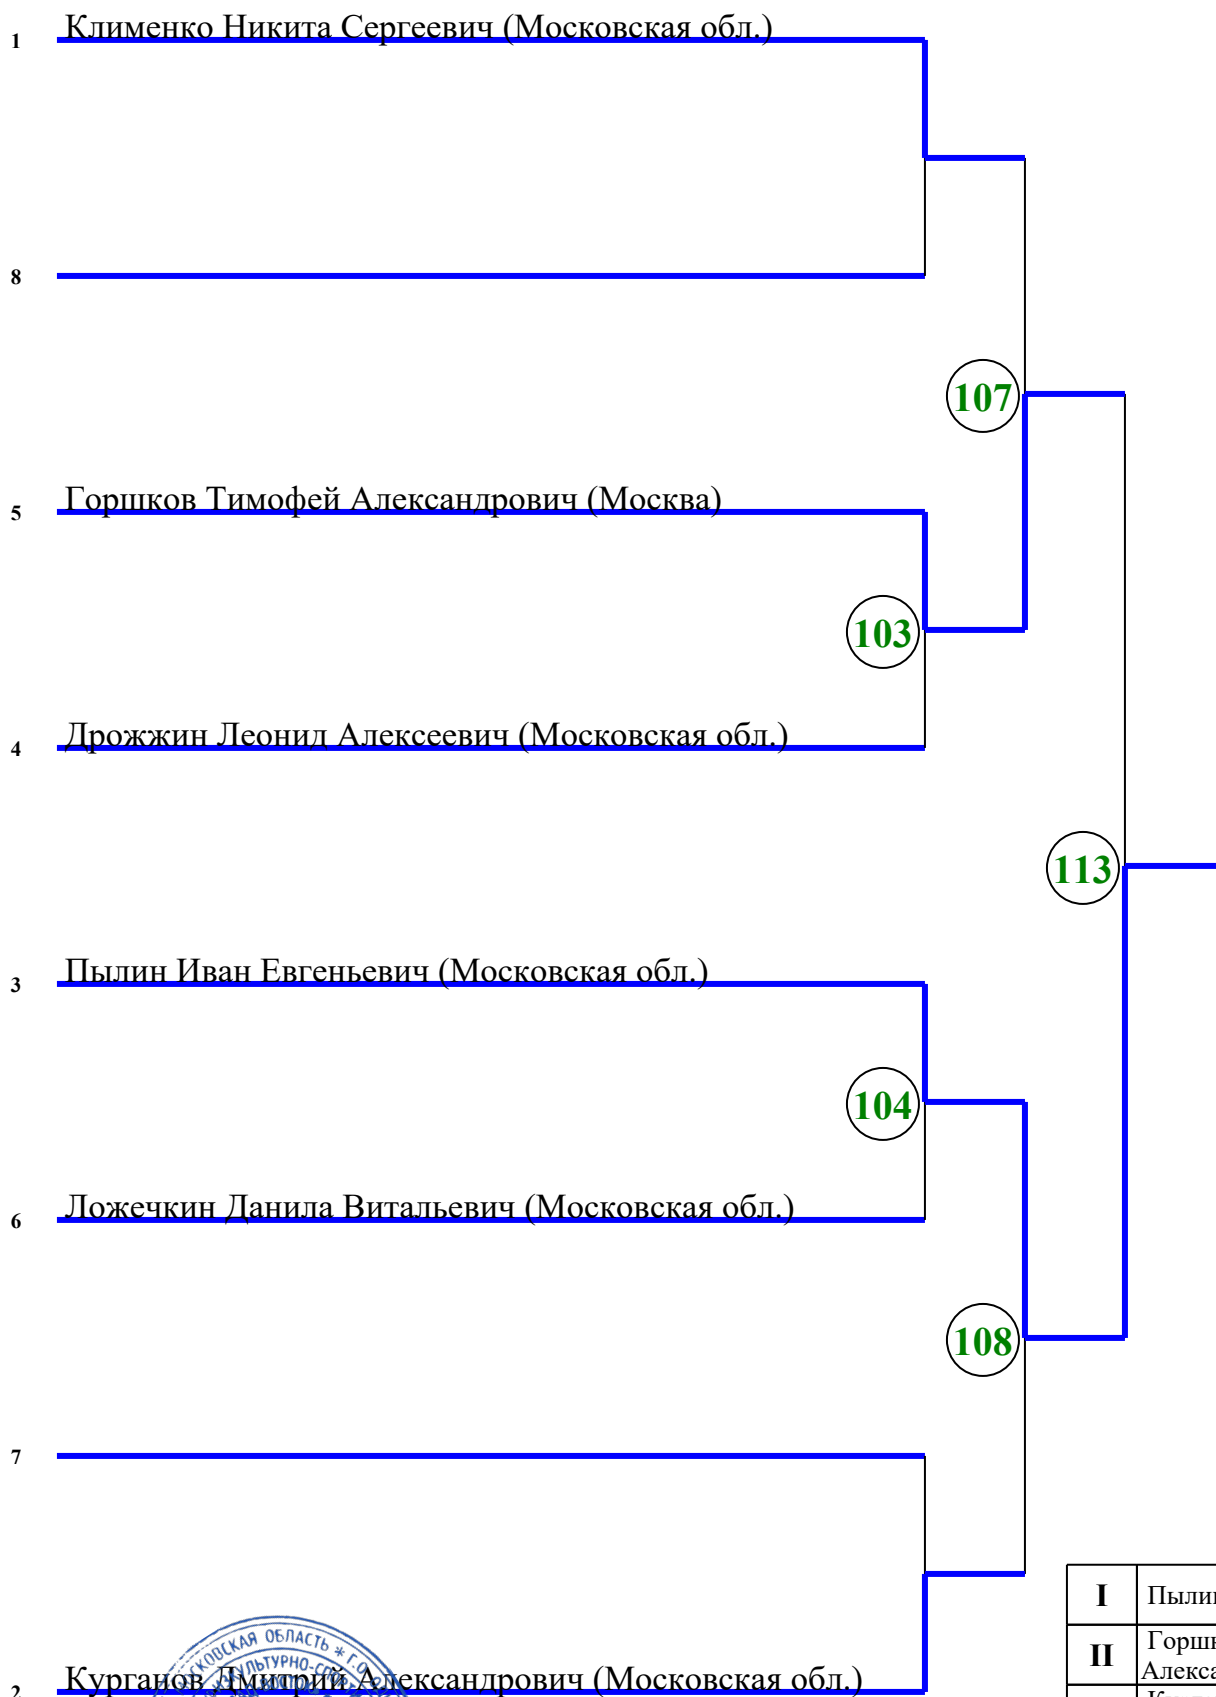 1 Клименко Никита Сергеевич (Московская обл.)
8
107
5 Горшков Тимофей Александрович (Москва)
103
4 Дрожжин Леонид Алексеевич (Московская обл.)
113
3 Пылин Иван Евгеньевич (Московская обл.)
104
6 Ложечкин Данила Витальевич (Московская обл.)
108
7
I
II
МОСКОВСКАЯ ОБЛАСТЬ * Г.О.
2 Курганов Дмитрий Александрович (Московская обл.)